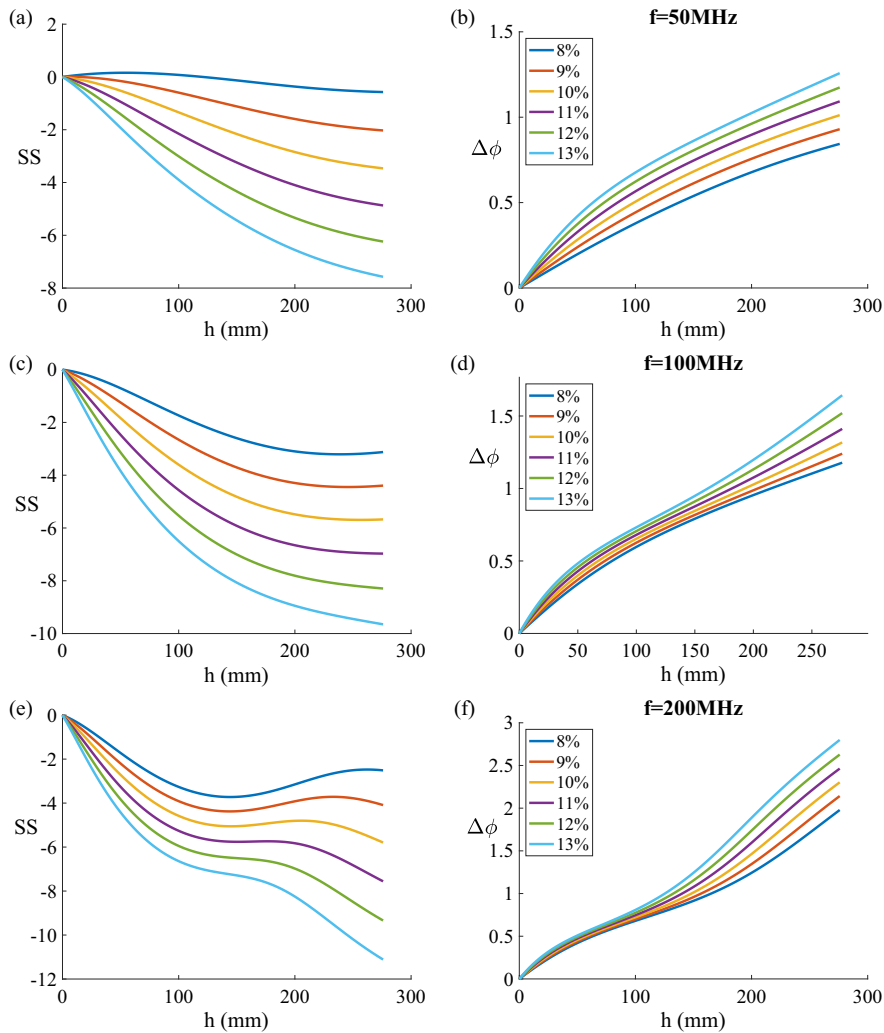 (a)
2
0
-2
-4
-6
-8
SS
0 100 200 300
h (mm)
(b)
f=50MHz
1.5
1
0.5
0
Δϕ
8%
9%
10%
11%
12%
13%
0 100 200 300
h (mm)
(c)
0
-2
-4
-6
-8
-10
SS
0 100 200 300
h (mm)
(d)
f=100MHz
1.5
1
0.5
0
Δϕ
8%
9%
10%
11%
12%
13%
0 50 100 150 200 250
h (mm)
(e)
0
-2
-4
-6
-8
-10
-12
SS
0 100 200 300
h (mm)
(f)
f=200MHz
3
2.5
2
1.5
1
0.5
0
Δϕ
8%
9%
10%
11%
12%
13%
0 100 200 300
h (mm)